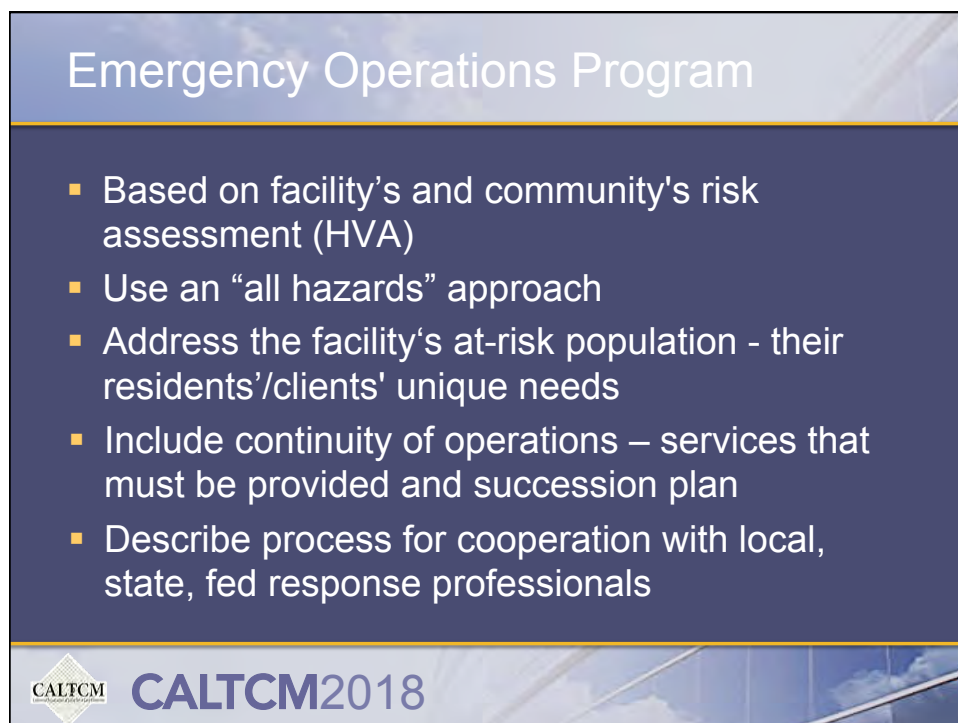 Emergency Operations Program
▪ Based on facility’s and community's risk
assessment (HVA)
▪ Use an “all hazards” approach
▪ Address the facility‘s at-risk population - their
residents’/clients' unique needs
▪ Include continuity of operations – services that
must be provided and succession plan
▪ Describe process for cooperation with local,
state, fed response professionals
CALTCM
CALTCM2018